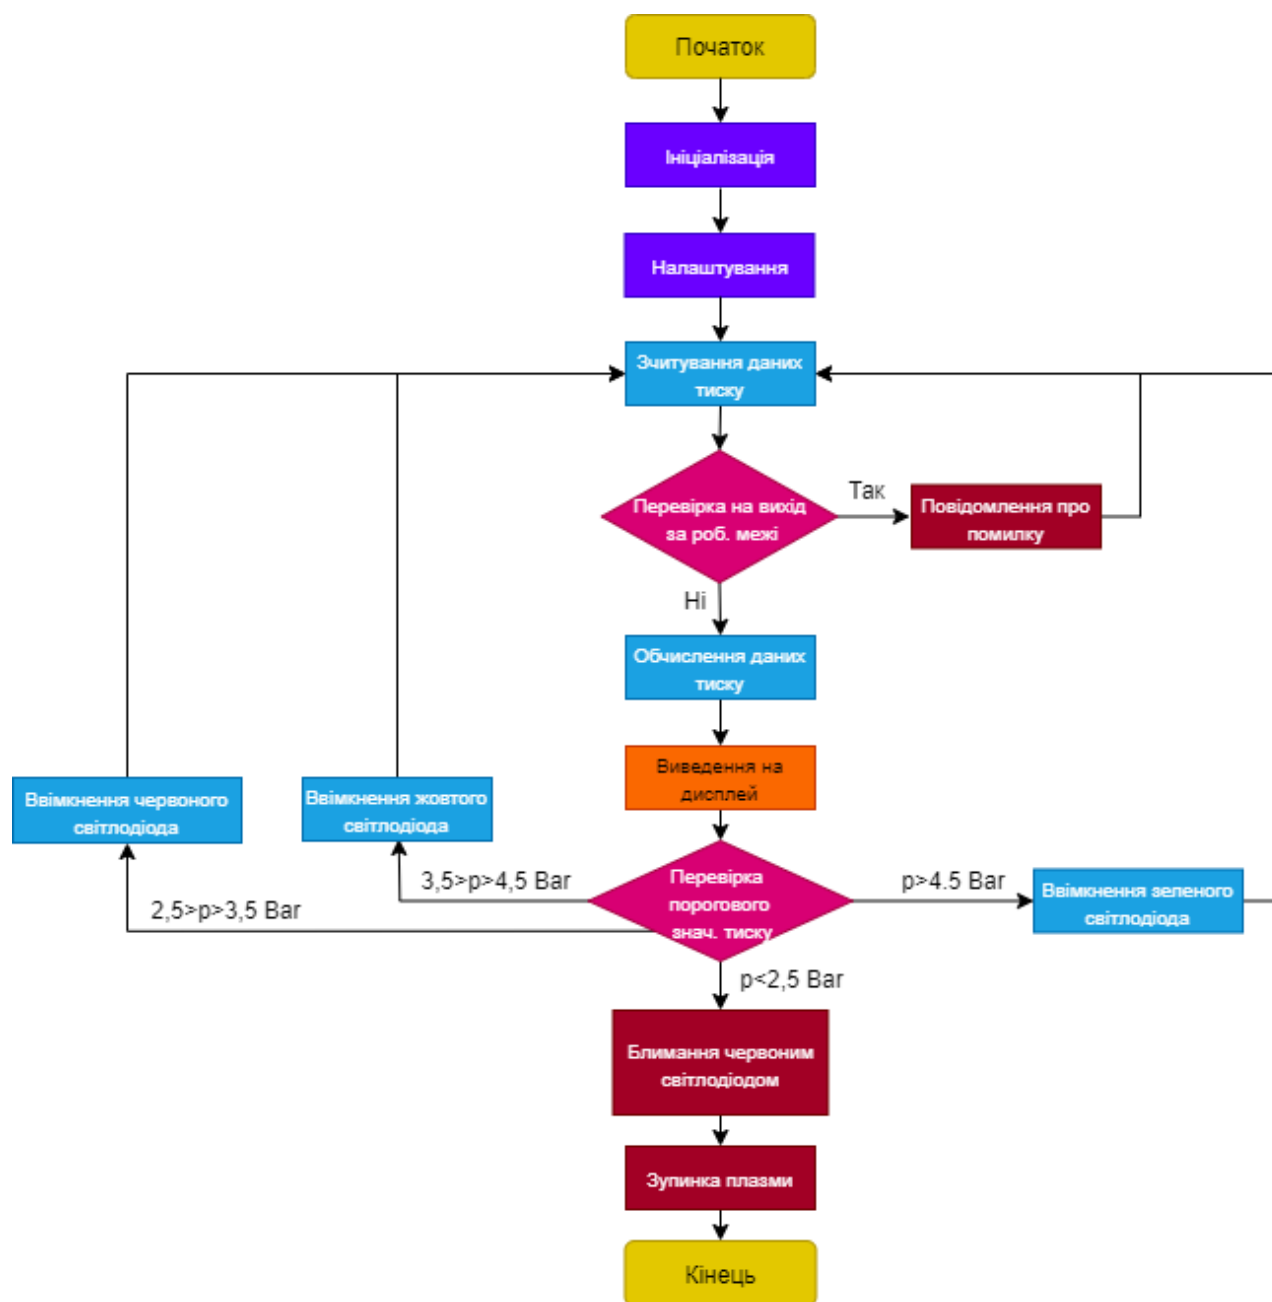 Початок
Ініціалізація
Налаштування
Зчитування даних
тиску
Перевірка на вихід
за роб. межі
Так
Повідомлення про
помилку
Ні
Обчислення даних
тиску
Виведення на
дисплей
Ввімкнення червоного
світлодіода
Ввімкнення жовтого
світлодіода
3,5>p>4,5 Bar
2,5>p>3,5 Bar
Перевірка
порогового
знач. тиску
p>4.5 Bar
Ввімкнення зеленого
світлодіода
p<2,5 Bar
Блимання червоним
світлодіодом
Зупинка плазми
Кінець